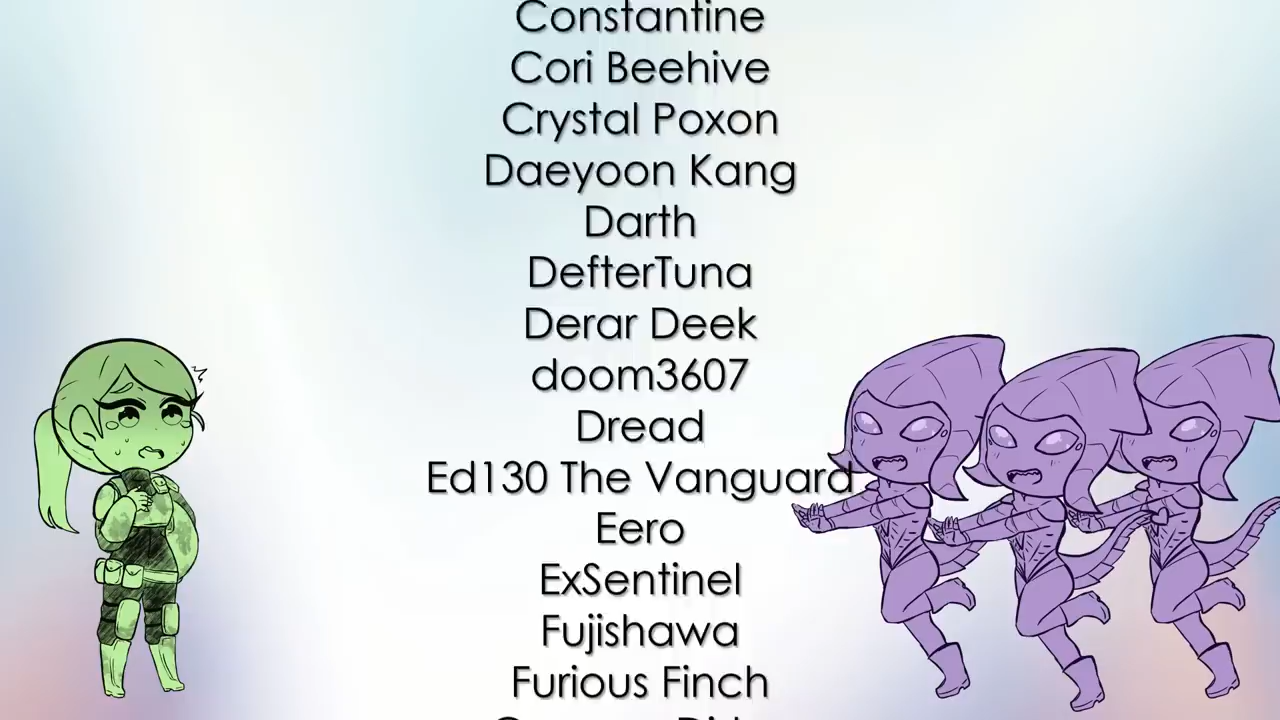 Constantine
Cori Beehive
Crystal Poxon
Daeyoon Kang
Darth
DefterTuna
Derar Deek
doom3607
Dread
Ed130 The Vanguard
Eero
ExSentinel
Fujishawa
Furious Finch